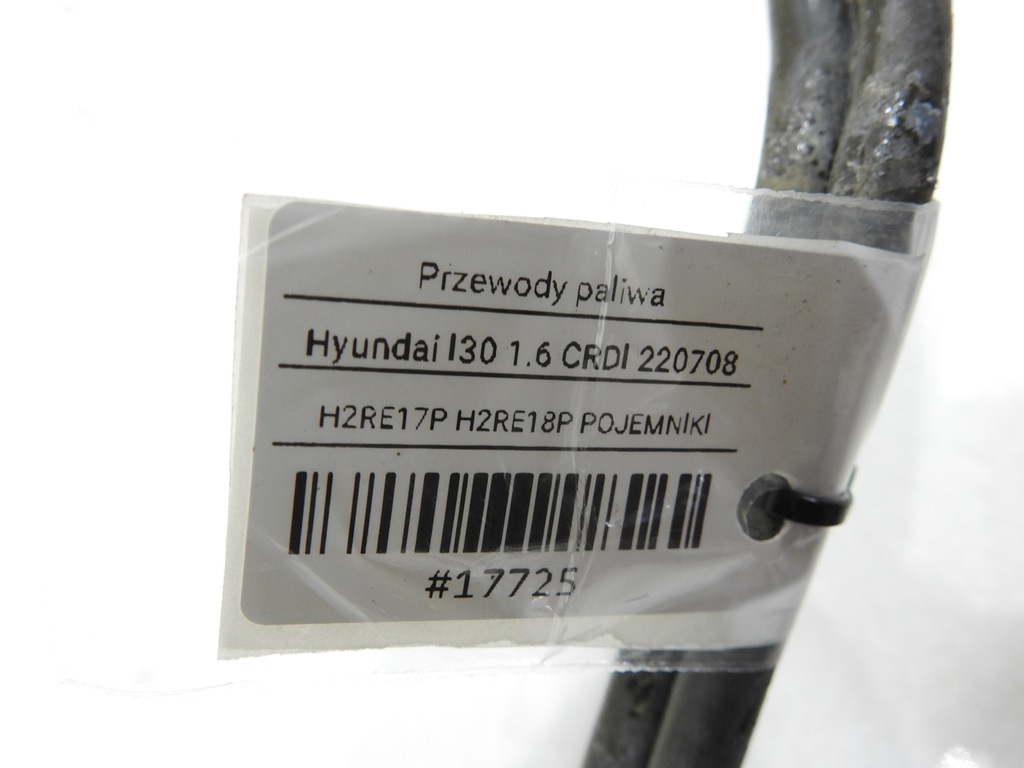 Przewody paliwa
Hyundai I30 1.6 CRDI 220708
H2RE17P H2RE18P POJEMNIKI
#17725